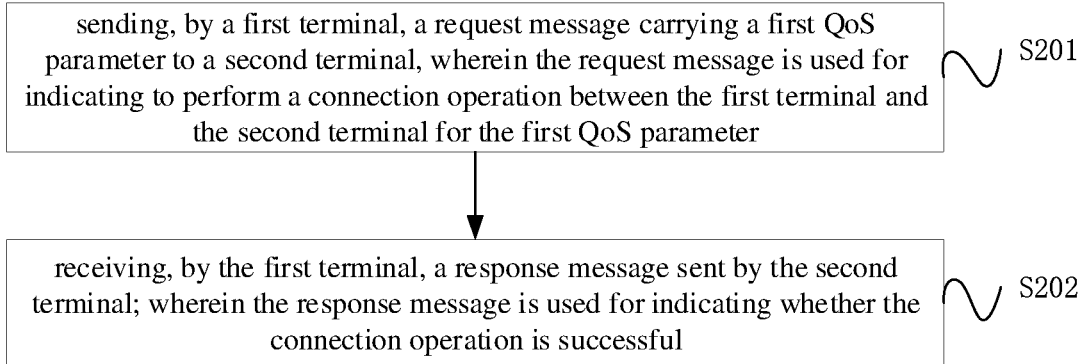 sending, by a first terminal, a request message carrying a first QoS
parameter to a second terminal, wherein the request message is used for
indicating to perform a connection operation between the first terminal and
the second terminal for the first QoS parameter
S201
receiving, by the first terminal, a response message sent by the second
terminal; wherein the response message is used for indicating whether the
connection operation is successful
S202